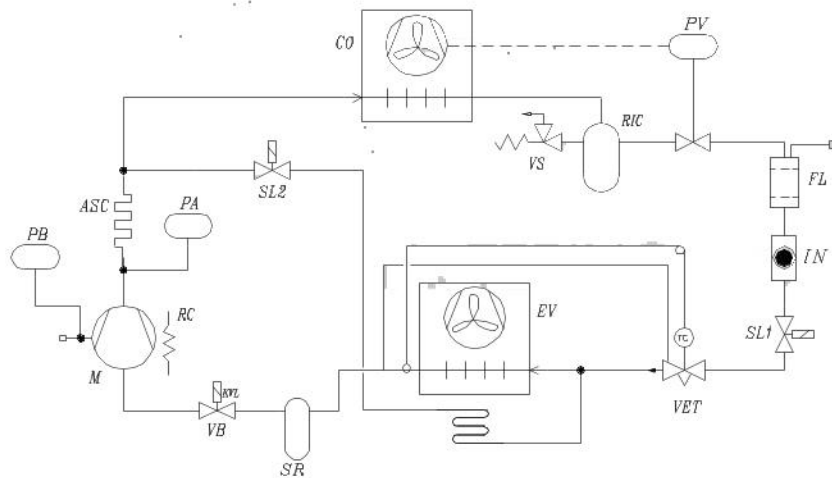 CO
PV
RIC
VS
FL
SL2
ASC
PA
PB
IN
EV
RC
SL1
TC
M
KVL
VET
VB
SR